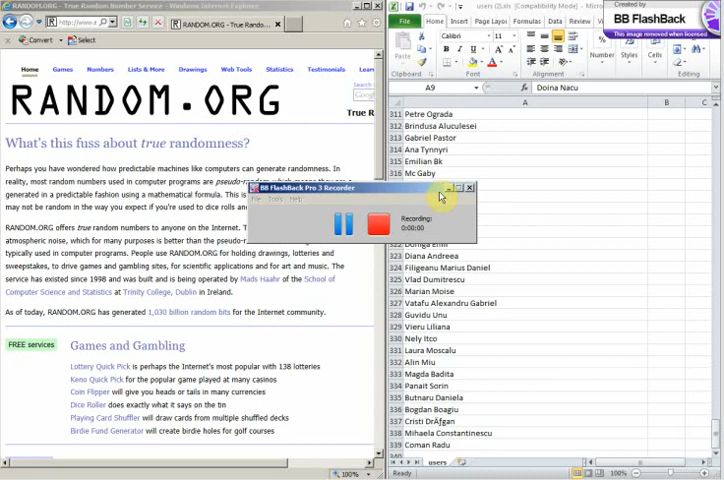 RANDOM.ORG - True Random Number Service - Windows Internet Explorer
http://www.r
RANDOM.ORG - True Rando...
Convert
Select
Home Games Numbers Lists & More Drawings Web Tools Statistics Testimonials
RANDOM.ORG
True R
What's this fuss about true randomness?
Perhaps you have wondered how predictable machines like computers can generate randomness. In
reality, most random numbers used in computer programs are pseudo-random
generated in a predictable fashion using a mathematical formula. This is
may not be random in the way you expect if you're used to dice rolls and
RANDOM.ORG offers true random numbers to anyone on the Internet. T
atmospheric noise, which for many purposes is better than the pseudo-
typically used in computer programs. People use RANDOM.ORG for holding drawings, lotteries and
sweepstakes, to drive games and gambling sites, for scientific applications and for art and music. The
service has existed since 1998 and was built and is being operated by Mads Haahr of the School of
Computer Science and Statistics at Trinity College, Dublin in Ireland.
As of today, RANDOM.ORG has generated 1,030 billion random bits for the Internet community.
FREE services
Games and Gambling
Lottery Quick Pick is perhaps the Internet's most popular with 138 lotteries
Keno Quick Pick for the popular game played at many casinos
Coin Flipper will give you heads or tails in many currencies
Dice Roller does exactly what it says on the tin
Playing Card Shuffler will draw cards from multiple shuffled decks
Birdie Fund Generator will create birdie holes for golf courses
100%
BB FlashBack Pro 3 Recorder
File Tools Help
Recording:
0:00:00
users (2).xls [Compatibility Mode]
Created by
BB FlashBack
This image removed when licensed
File Home Insert Page Layou Formulas Data Review
Calibri 11
Paste
Number Styles Cells
Clipboard Font Alignment Editing
A9 fx Doina Nacu
A B C
311 Petre Ograda
312 Brindusa Aluculesei
313 Gabriel Pastor
314 Ana Tynnyri
315 Emilian Bk
316 Mc Gaby
323 Diana Andreea
324 Filigeanu Marius Daniel
325 Vlad Dumitrescu
326 Marian Moise
327 Vatafu Alexandru Gabriel
328 Guvidu Unu
329 Vieru Liliana
330 Nely Itco
331 Laura Moscalu
332 Alin Miu
333 Magda Badita
334 Panait Sorin
335 Butnaru Daniela
336 Bogdan Boagiu
337 Cristi DrÄfgan
338 Mihaela Constantinescu
339 Coman Radu
340
users
Ready
100%